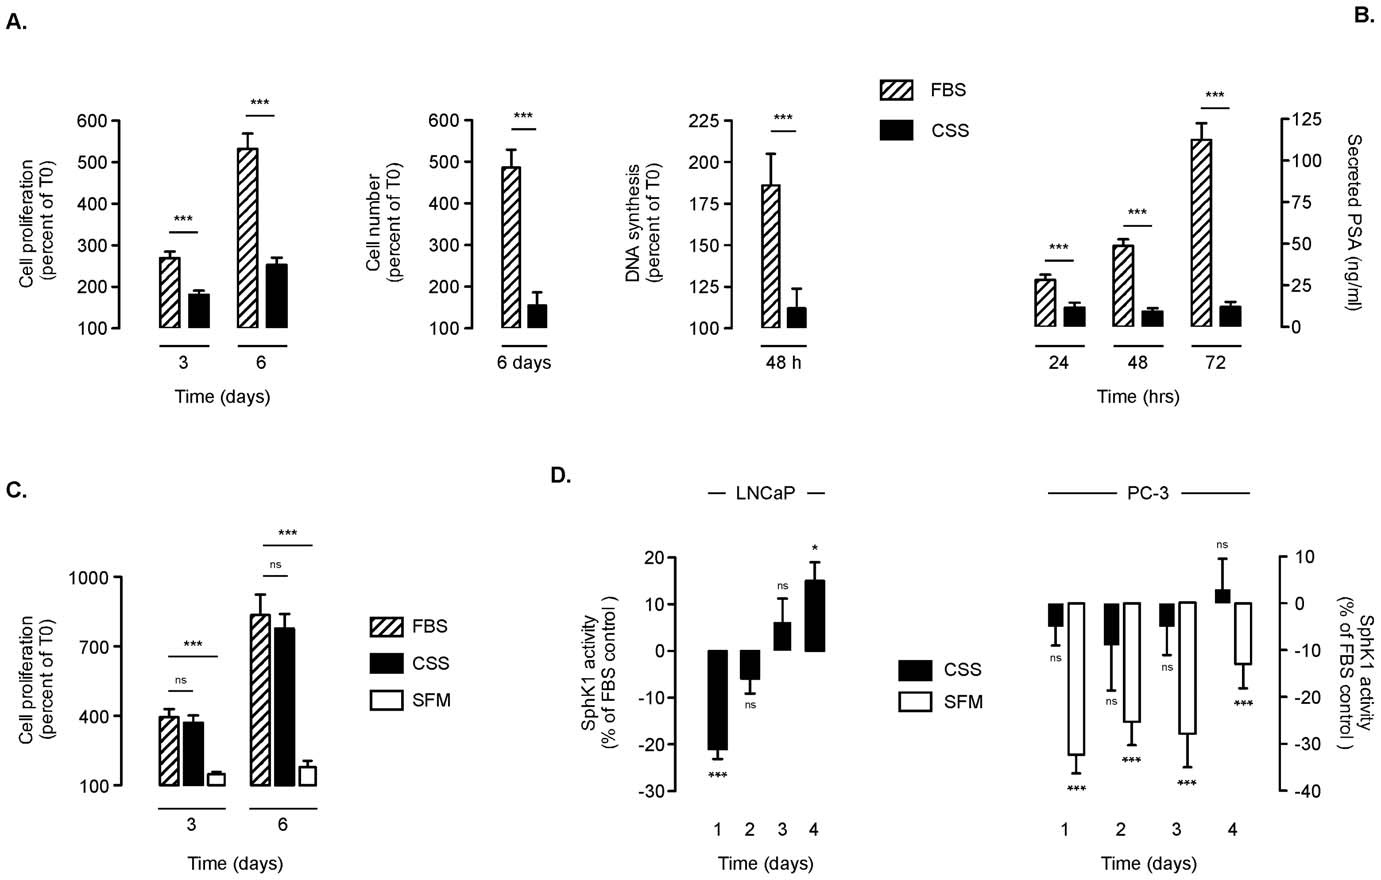 A.
B.
Cell proliferation
(percent of T0)
600
500
400
300
200
100
***
***
3
6
Time (days)
Cell number
(percent of T0)
600
500
400
300
200
100
***
6 days
DNA synthesis
(percent of T0)
225
200
175
150
125
100
***
48 h
FBS
CSS
***
***
***
24
48
72
Time (hrs)
125
100
75
50
25
0
Secreted PSA (ng/ml)
C.
Cell proliferation
(percent of T0)
1000
700
400
100
***
ns
***
ns
3
6
Time (days)
FBS
CSS
SFM
D.
LNCaP
SphK1 activity
(% of FBS control )
20
10
0
-10
-20
-30
***
ns
ns
*
1
2
3
4
Time (days)
CSS
SFM
PC-3
ns
***
ns
***
ns
***
ns
***
1
2
3
4
Time (days)
10
0
-10
-20
-30
-40
SphK1 activity
(% of FBS control )